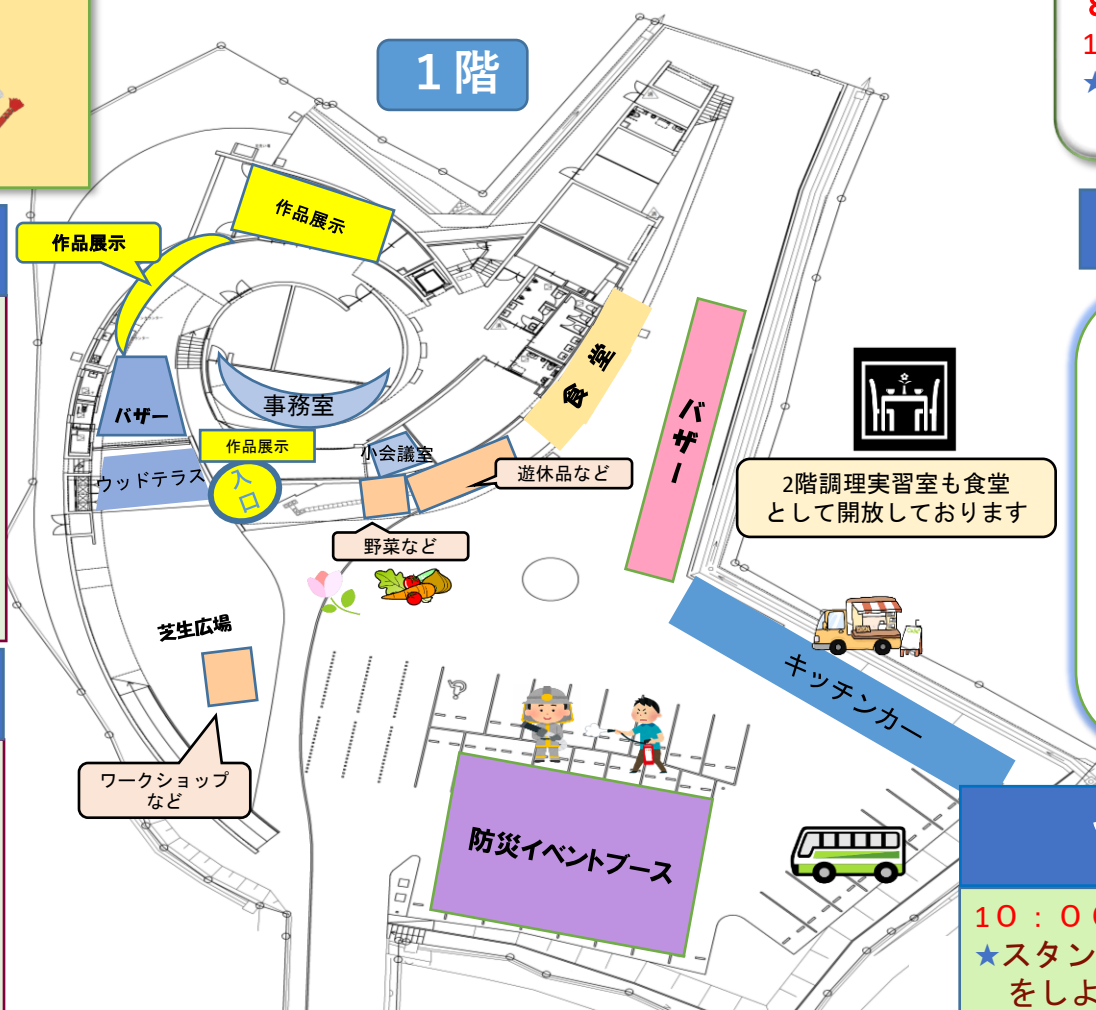 １階
作品展示
作品展示
バザー
事務室
作品展示
小会議室
ウッドテラス
入口
食堂
遊休品など
野菜など
バザー
2階調理実習室も食堂
として開放しております
芝生広場
キッチンカー
ワークショップ
など
防災イベントブース
１０：０
★スタン
をしよ
★